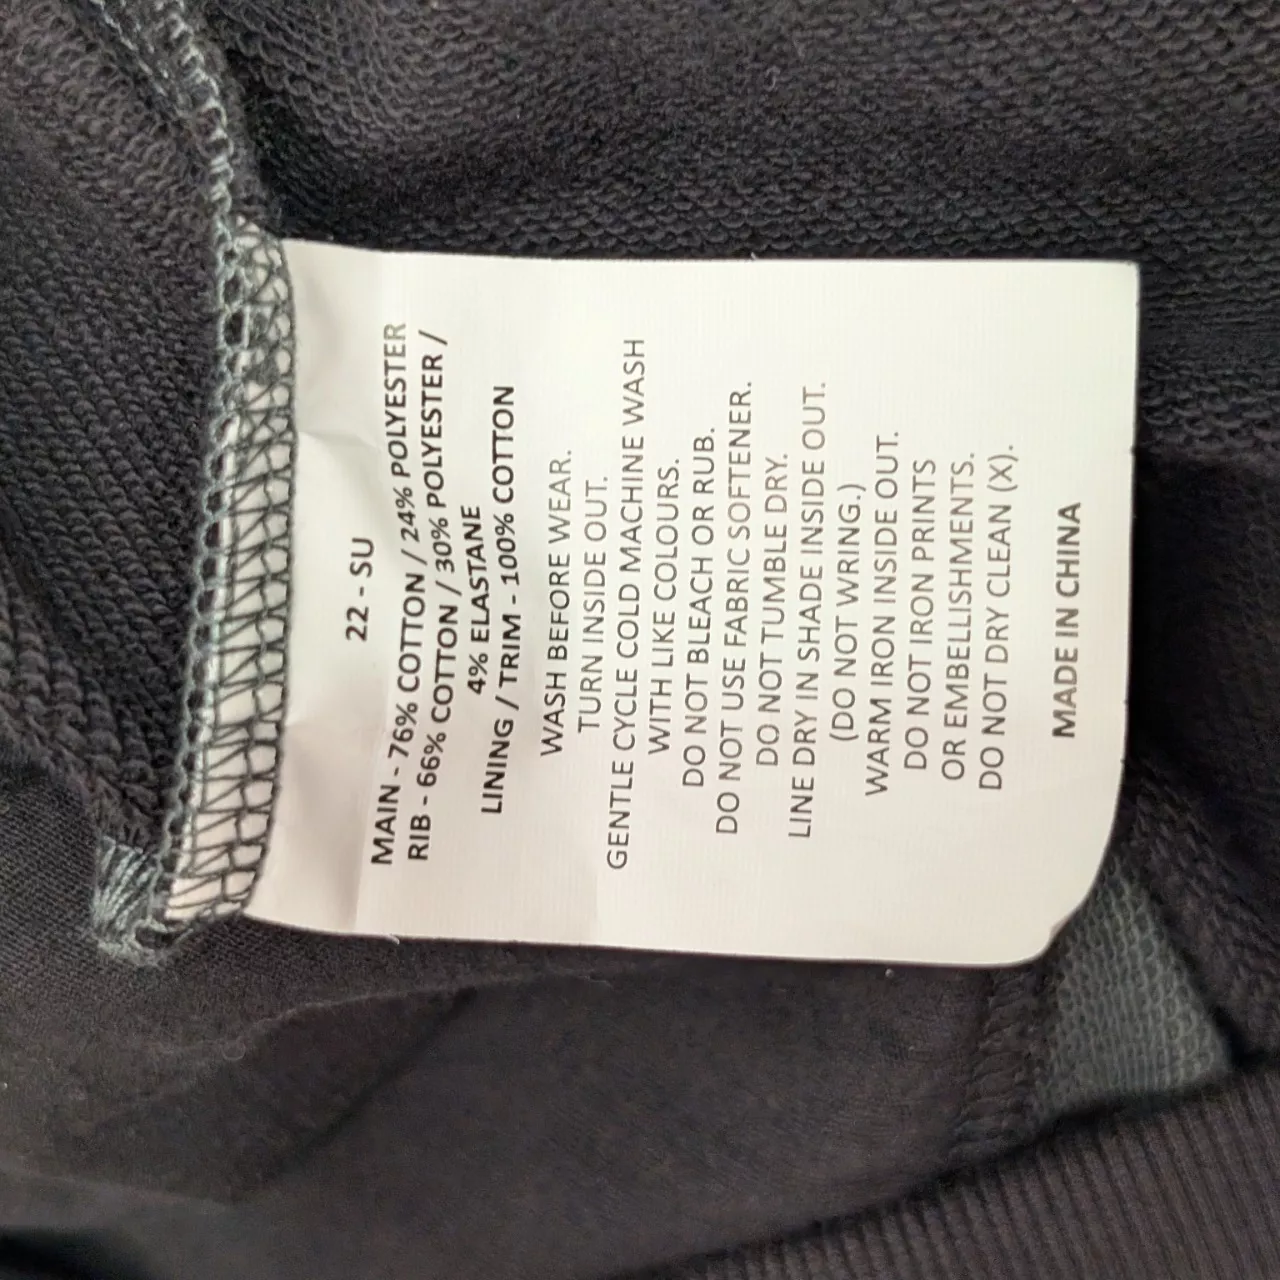 22 - SU
MAIN - 76% COTTON / 24% POLYESTER
RIB - 66% COTTON / 30% POLYESTER /
4% ELASTANE
LINING / TRIM - 100% COTTON
WASH BEFORE WEAR.
TURN INSIDE OUT.
GENTLE CYCLE COLD MACHINE WASH
WITH LIKE COLOURS.
DO NOT BLEACH OR RUB.
DO NOT USE FABRIC SOFTENER.
DO NOT TUMBLE DRY.
LINE DRY IN SHADE INSIDE OUT.
(DO NOT WRING.)
WARM IRON INSIDE OUT.
DO NOT IRON PRINTS
OR EMBELLISHMENTS.
DO NOT DRY CLEAN (X).
MADE IN CHINA